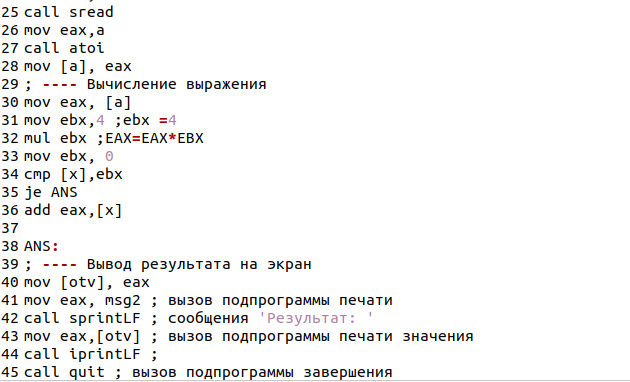 25 call sread
26 mov eax,a
27 call atoi
28 mov [a], eax
29 ; ---- Вычисление выражения
30 mov eax, [a]
31 mov ebx,4 ;ebx =4
32 mul ebx ;EAX=EAX*EBX
33 mov ebx, 0
34 cmp [x],ebx
35 je ANS
36 add eax,[x]
37
38 ANS:
39 ; ---- Вывод результата на экран
40 mov [otv], eax
41 mov eax, msg2 ; вызов подпрограммы печати
42 call sprintLF ; сообщения 'Результат: '
43 mov eax,[otv] ; вызов подпрограммы печати значения
44 call iprintLF ;
45 call quit ; вызов подпрограммы завершения